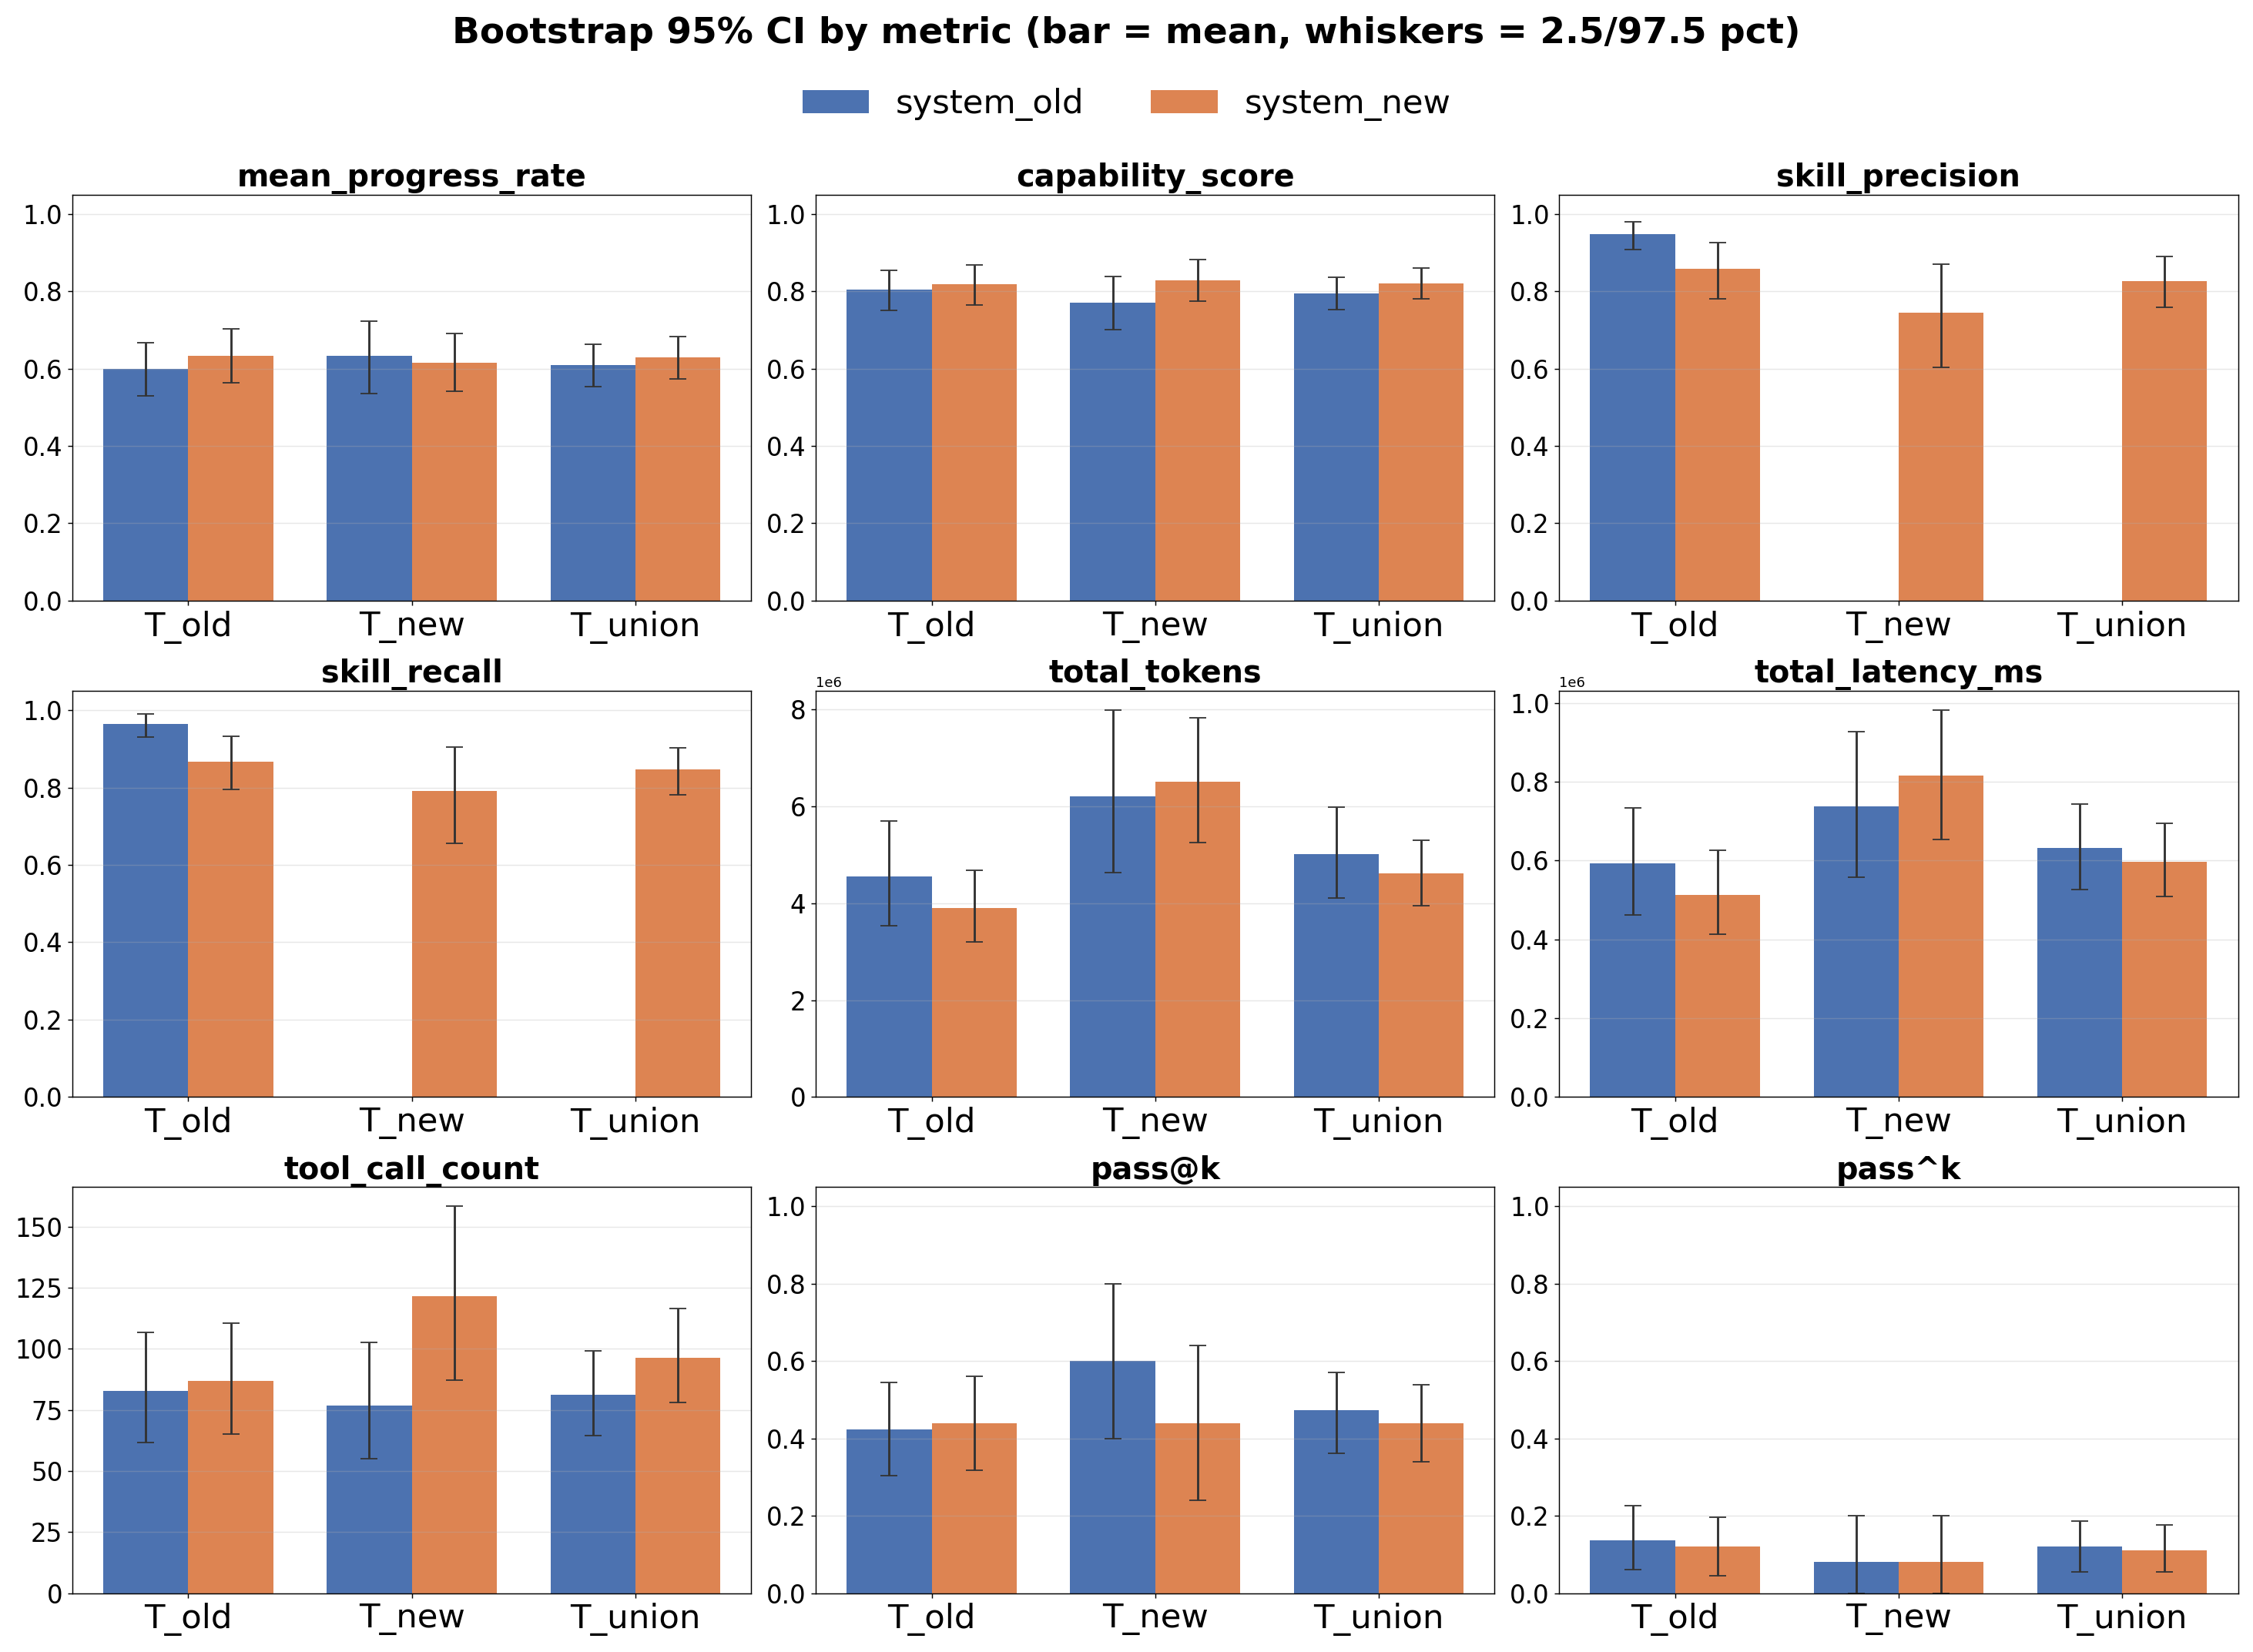 Bootstrap 95% CI by metric (bar = mean, whiskers = 2.5/97.5 pct)
system_old system_new
mean_progress_rate
1.0
0.8
0.6
0.4
0.2
0.0
T_old T_new T_union
capability_score
1.0
0.8
0.6
0.4
0.2
0.0
T_old T_new T_union
skill_precision
1.0
0.8
0.6
0.4
0.2
0.0
T_old T_new T_union
skill_recall
1.0
0.8
0.6
0.4
0.2
0.0
T_old T_new T_union
total_tokens
1e6
8
6
4
2
0
T_old T_new T_union
total_latency_ms
1e6
1.0
0.8
0.6
0.4
0.2
0.0
T_old T_new T_union
tool_call_count
150
125
100
75
50
25
0
T_old T_new T_union
pass@k
1.0
0.8
0.6
0.4
0.2
0.0
T_old T_new T_union
pass^k
1.0
0.8
0.6
0.4
0.2
0.0
T_old T_new T_union